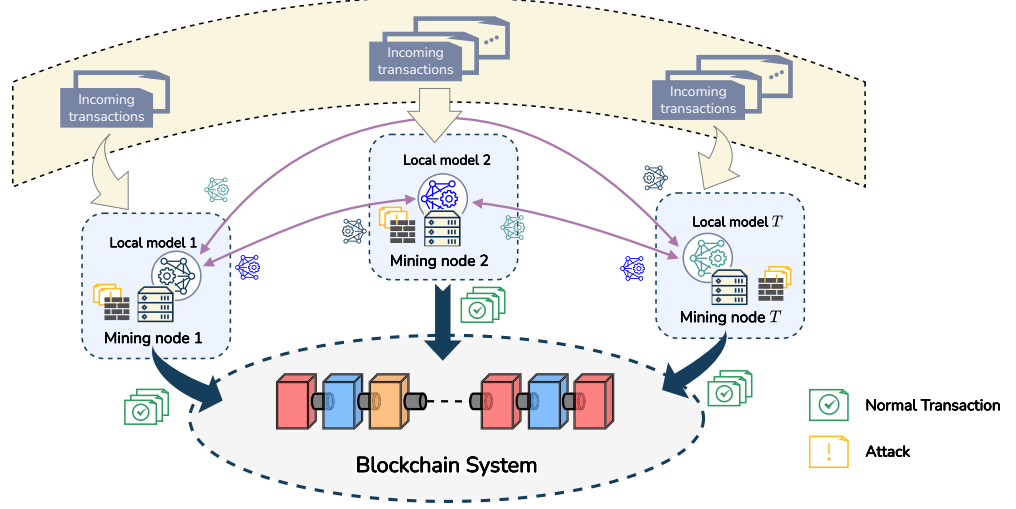 Incoming
transactions
Incoming
transactions
Incoming
transactions
Local model 1
Mining node 1
Local model 2
Mining node 2
Local model T
Mining node T
Blockchain System
Normal Transaction
Attack